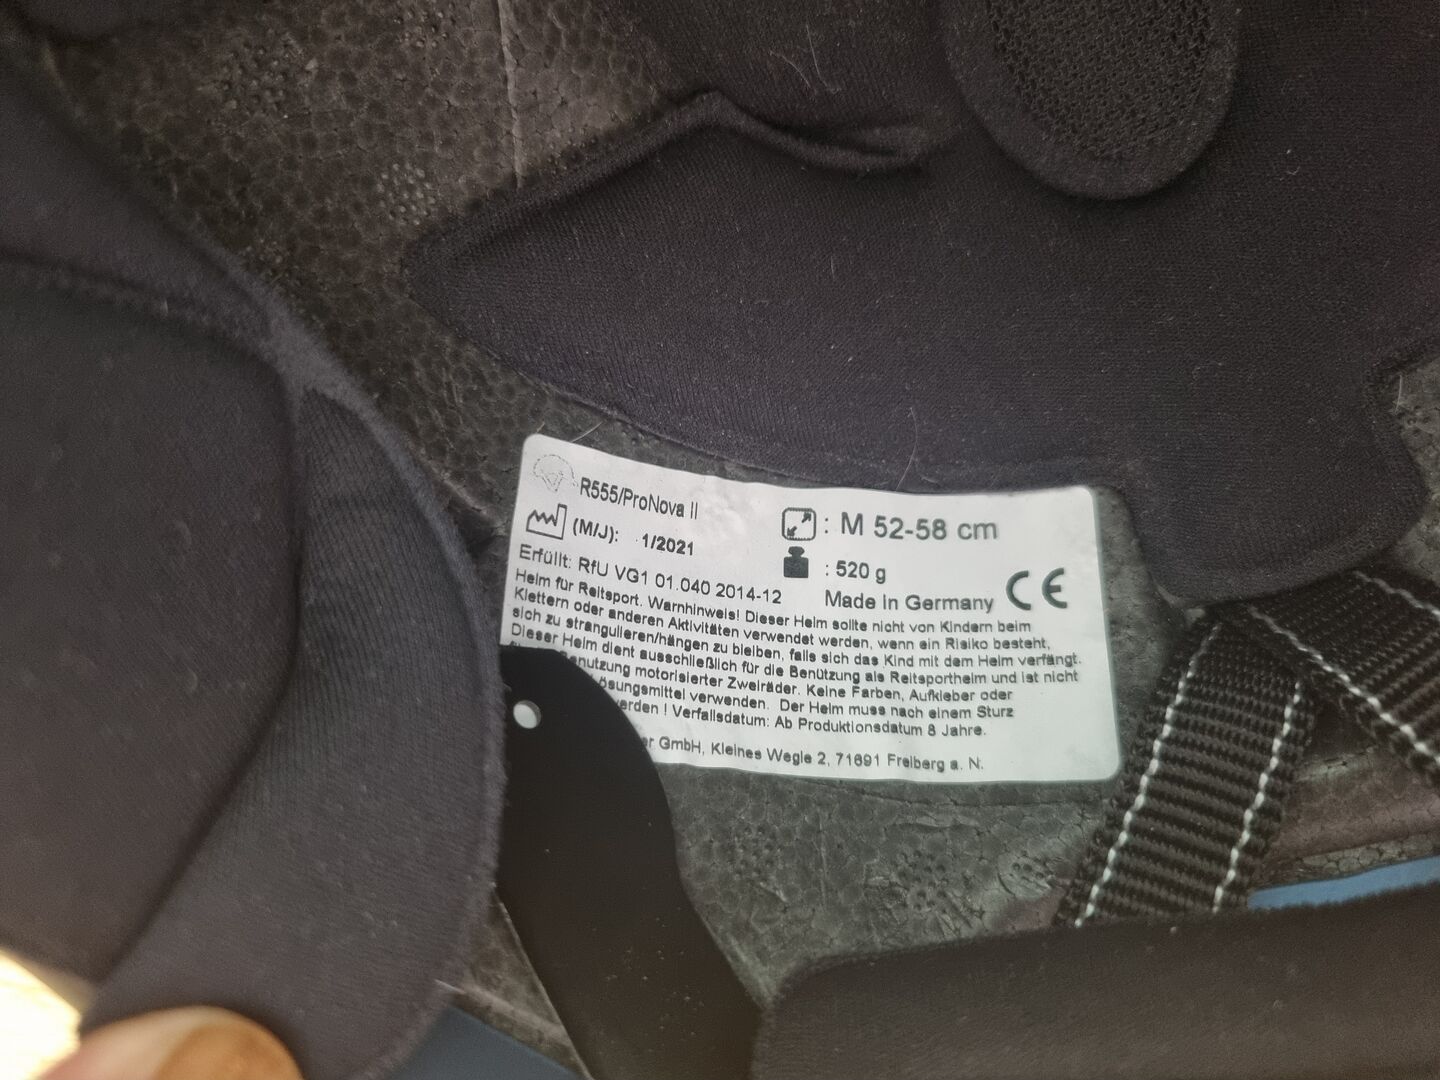 R555/ProNova II
(M/J): 1/2021
: M 52-58 cm
: 520 g
Erfüllt: RfU VG1 01.040 2014-12
Made in Germany CE
Helm für Reitsport. Warnhinweis! Dieser Helm sollte nicht von Kindern beim
Klettern oder anderen Aktivitäten verwendet werden, wenn ein Risiko besteht,
sich zu strangulieren/hängen zu bleiben, falls sich das Kind mit dem Helm verfängt.
Dieser Helm dient ausschließlich für die Benützung als Reitsporthelm und ist nicht
enutzung motorisierter Zweiräder. Keine Farben, Aufkleber oder
ösungsmittel verwenden. Der Helm muss nach einem Sturz
erden ! Verfallsdatum: Ab Produktionsdatum 8 Jahre.
er GmbH, Kleines Wegle 2, 71691 Freiberg a. N.